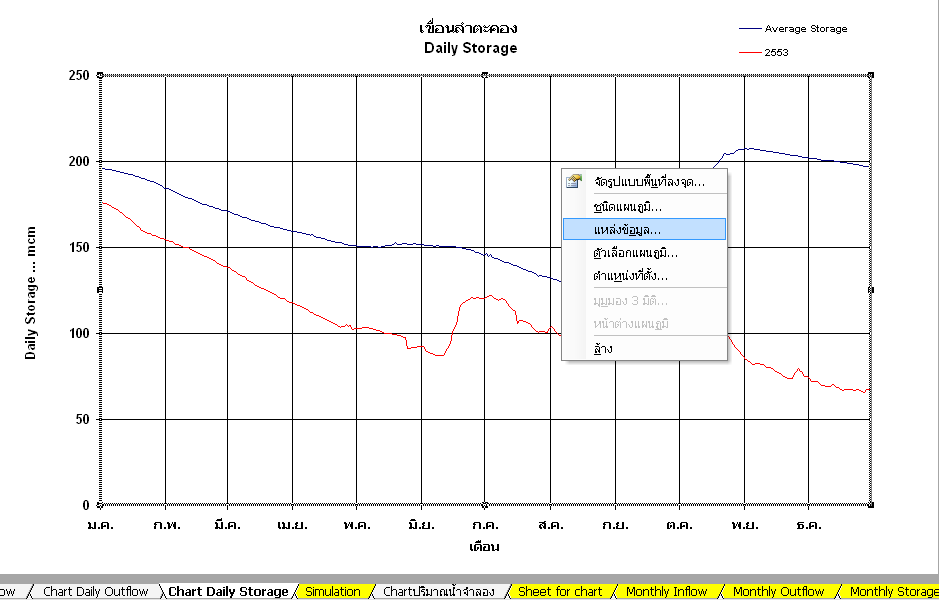 เขื่อนลำตะคอง
Daily Storage
Average Storage
2553
250
200
150
100
50
0
Daily Storage ... mcm
จัดรูปแบบพื้นที่ลงจุด...
ชนิดแผนภูมิ...
แหล่งข้อมูล...
ตัวเลือกแผนภูมิ...
ตำแหน่งที่ตั้ง...
มุมมอง 3 มิติ...
หน้าต่างแผนภูมิ
ล้าง
ม.ค. ก.พ. มี.ค. เม.ย. พ.ค. มิ.ย. ก.ค. ส.ค. ก.ย. ต.ค. พ.ย. ธ.ค.
เดือน
ow Chart Daily Outflow Chart Daily Storage Simulation Chartปริมาณน้ำจำลอง Sheet for chart Monthly Inflow Monthly Outflow Monthly Storage